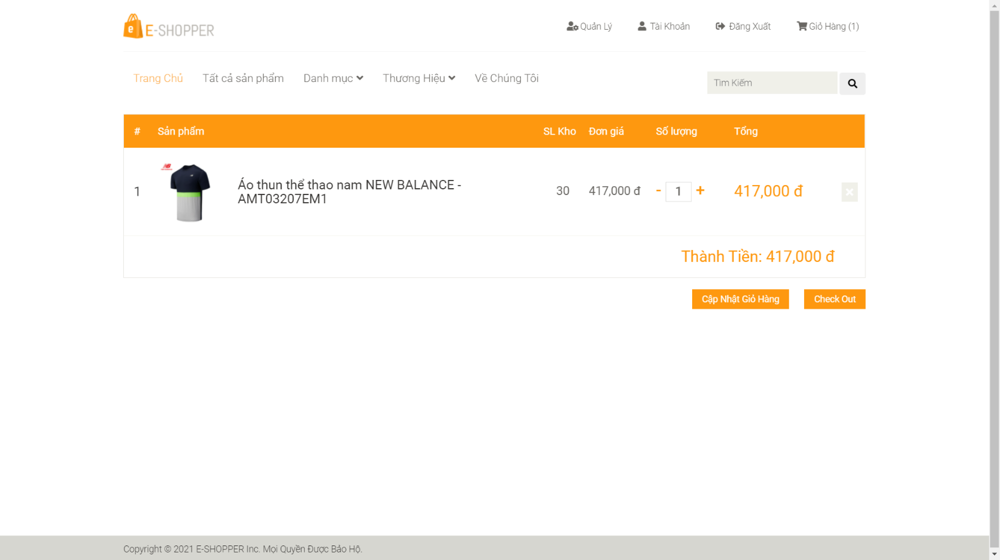 E-SHOPPER
Quản Lý
Tài Khoản
Đăng Xuất
Giỏ Hàng (1)
Trang Chủ
Tất cả sản phẩm
Danh mục
Thương Hiệu
Về Chúng Tôi
Tìm Kiếm
# Sản phẩm SL Kho Đơn giá Số lượng Tổng
1 Áo thun thể thao nam NEW BALANCE -
AMT03207EM1
30 417,000 đ - 1 + 417,000 đ
Thành Tiền: 417,000 đ
Cập Nhật Giỏ Hàng
Check Out
Copyright © 2021 E-SHOPPER Inc. Mọi Quyền Được Bảo Hộ.